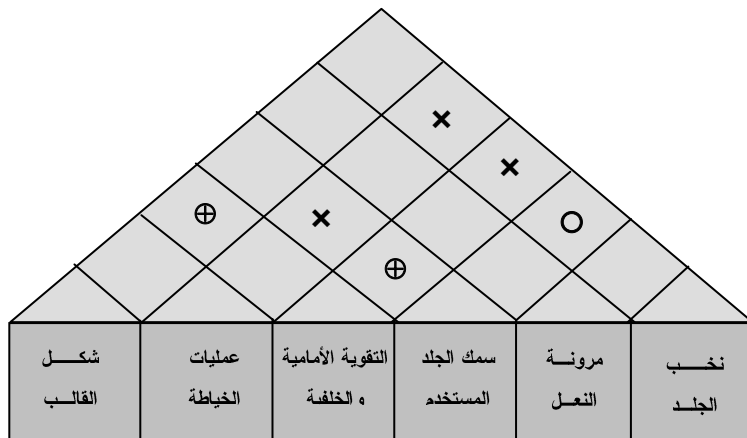 نخب
الجلد
مرونة
النعل
سمك الجلد
المستخدم
التقوية الأمامية
و الخلفية
عمليات
الخياطة
شكل
القالب